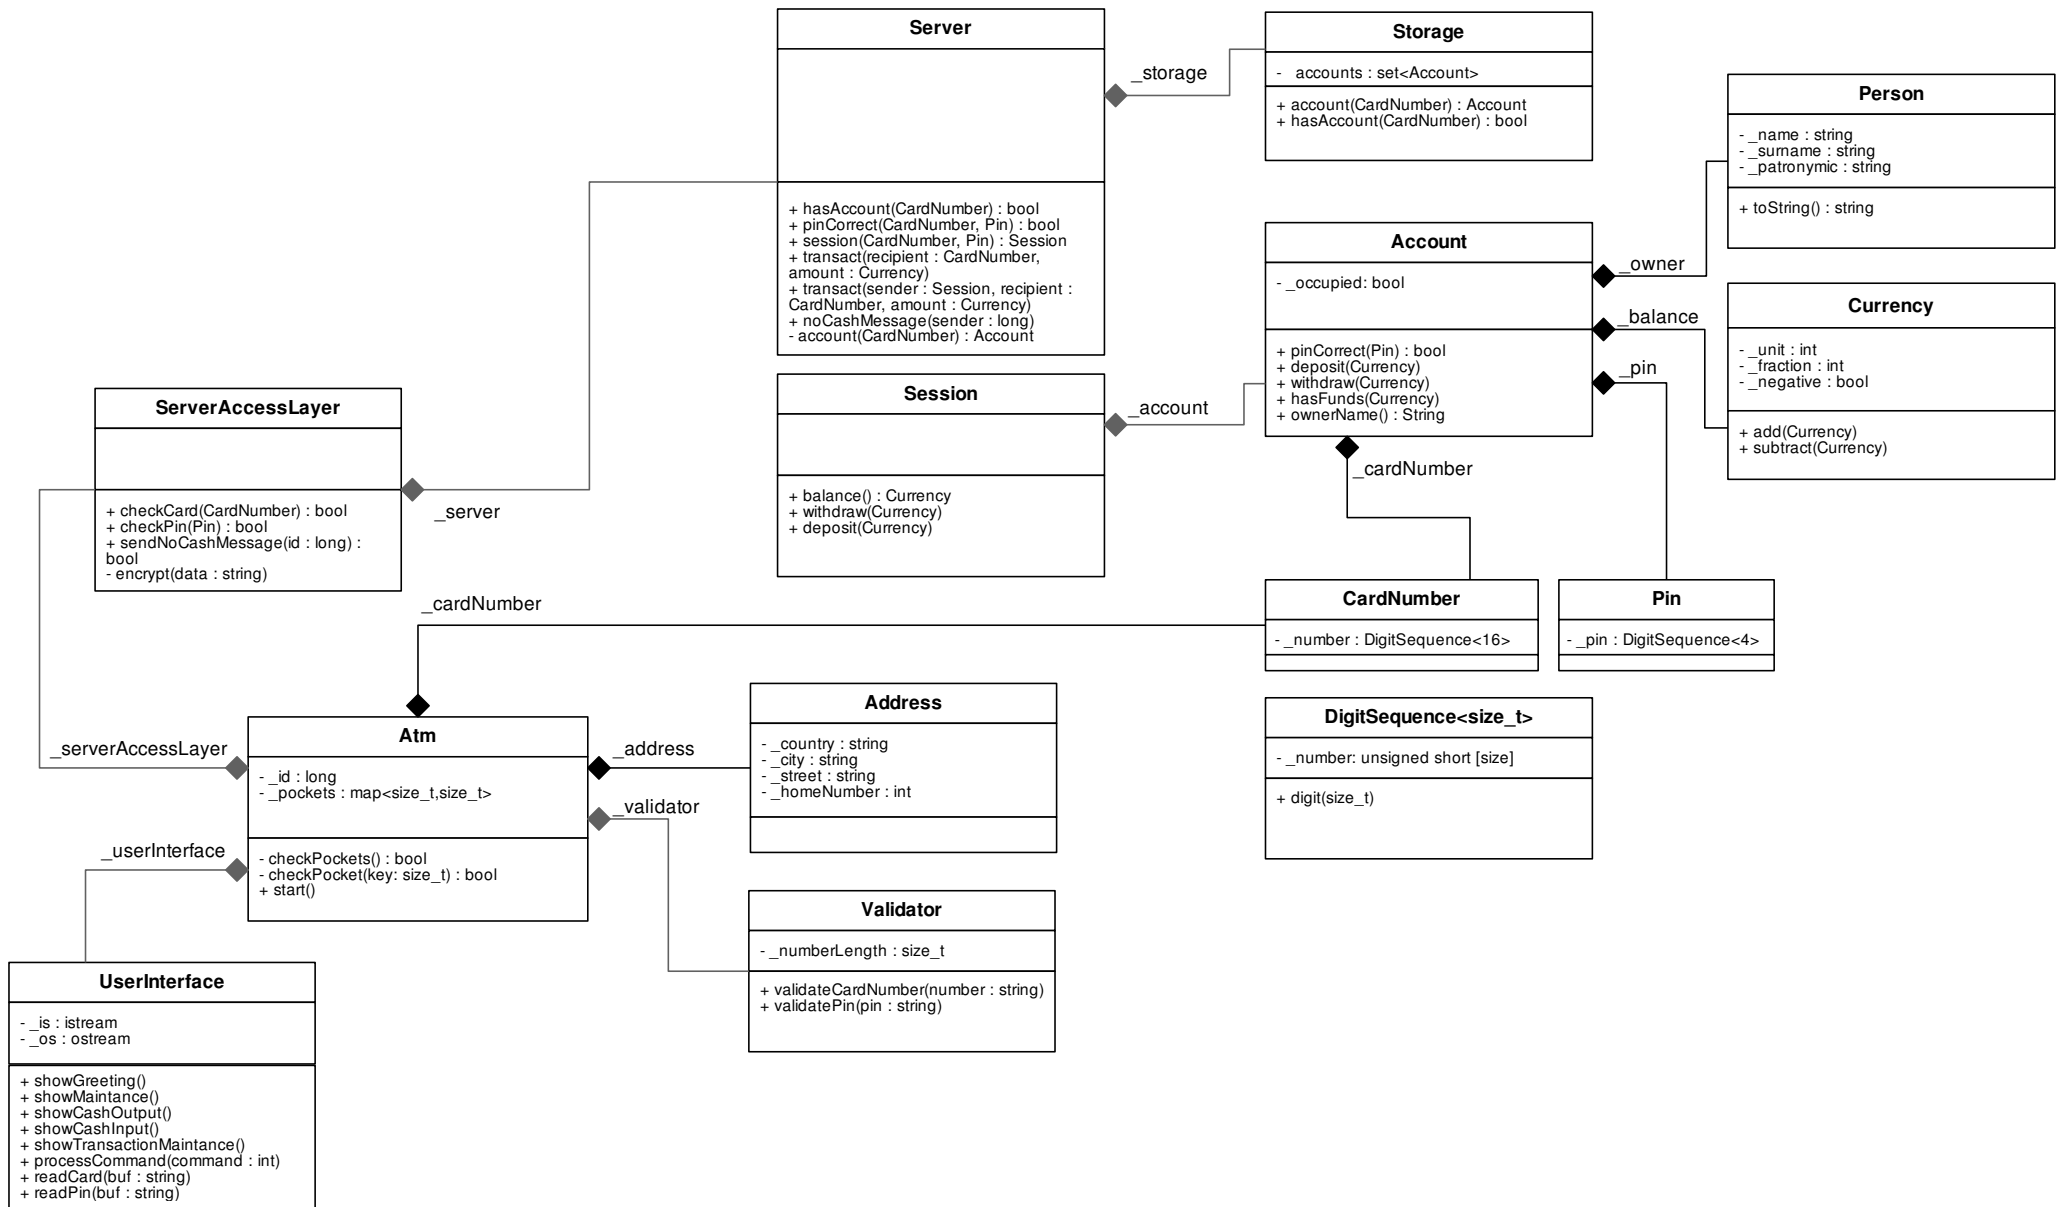 Server
+ hasAccount(CardNumber) : bool
+ pinCorrect(CardNumber, Pin) : bool
+ session(CardNumber, Pin) : Session
+ transact(recipient : CardNumber,
amount : Currency)
+ transact(sender : Session, recipient :
CardNumber, amount : Currency)
+ noCashMessage(sender : long)
- account(CardNumber) : Account
_storage
Storage
- accounts : set<Account>
+ account(CardNumber) : Account
+ hasAccount(CardNumber) : bool
Person
- _name : string
- _surname : string
- _patronymic : string
+ toString() : string
Account
- _occupied: bool
+ pinCorrect(Pin) : bool
+ deposit(Currency)
+ withdraw(Currency)
+ hasFunds(Currency)
+ ownerName() : String
_owner
_balance
_pin
_cardNumber
Currency
- _unit : int
- _fraction : int
- _negative : bool
+ add(Currency)
+ subtract(Currency)
Session
+ balance() : Currency
+ withdraw(Currency)
+ deposit(Currency)
_account
ServerAccessLayer
+ checkCard(CardNumber) : bool
+ checkPin(Pin) : bool
+ sendNoCashMessage(id : long) :
bool
- encrypt(data : string)
_server
_cardNumber
CardNumber
- _number : DigitSequence<16>
Pin
- _pin : DigitSequence<4>
DigitSequence<size_t>
- _number: unsigned short [size]
+ digit(size_t)
Atm
- _id : long
- _pockets : map<size_t,size_t>
- checkPockets() : bool
- checkPocket(key: size_t) : bool
+ start()
_serverAccessLayer
_userInterface
_address
_validator
Address
- _country : string
- _city : string
- _street : string
- _homeNumber : int
Validator
- _numberLength : size_t
+ validateCardNumber(number : string)
+ validatePin(pin : string)
UserInterface
- _is : istream
- _os : ostream
+ showGreeting()
+ showMaintance()
+ showCashOutput()
+ showCashInput()
+ showTransactionMaintance()
+ processCommand(command : int)
+ readCard(buf : string)
+ readPin(buf : string)